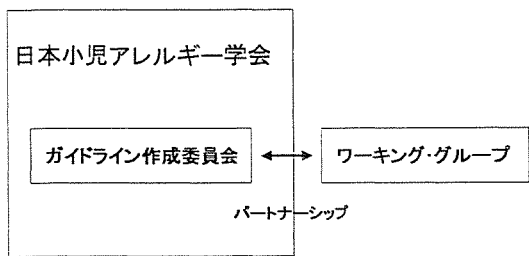 日本小児アレルギー学会
ガイドライン作成委員会
ワーキング・グループ
パートナーシップ